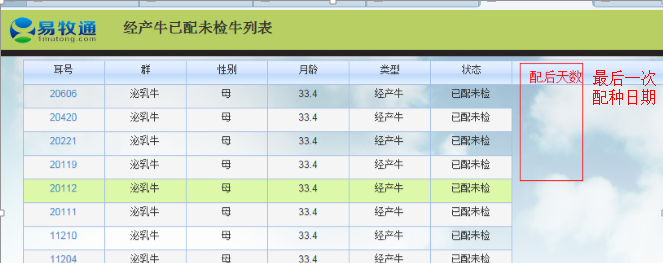 易牧通
1mutong.com
经产牛已配未检牛列表
耳号 群 性别 月龄 类型 状态
配后天数
最后一次
配种日期
20606 泌乳牛 母 33.4 经产牛 已配未检
20420 泌乳牛 母 33.4 经产牛 已配未检
20221 泌乳牛 母 33.4 经产牛 已配未检
20119 泌乳牛 母 33.4 经产牛 已配未检
20112 泌乳牛 母 33.4 经产牛 已配未检
20111 泌乳牛 母 33.4 经产牛 已配未检
11210 泌乳牛 母 33.4 经产牛 已配未检
11204 泌乳牛 母 33.4 经产牛 已配未检